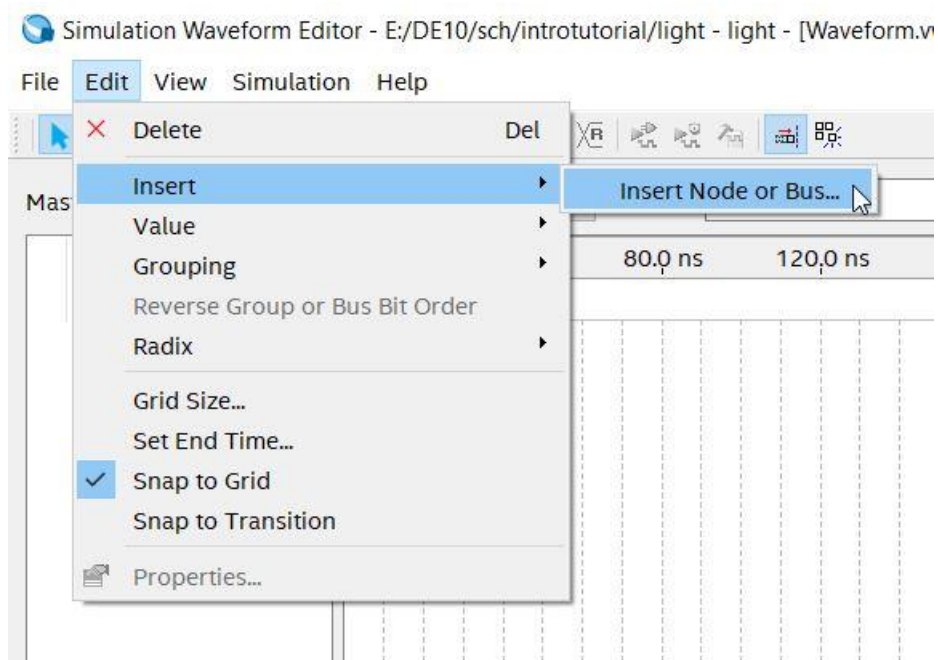 Simulation Waveform Editor - E:/DE10/sch/introtutorial/light - light - [Waveform.vw
File Edit View Simulation Help
Delete Del
Insert
Insert Node or Bus...
Mas
Value
Grouping
80.0 ns 120.0 ns
Reverse Group or Bus Bit Order
Radix
Grid Size...
Set End Time...
Snap to Grid
Snap to Transition
Properties...